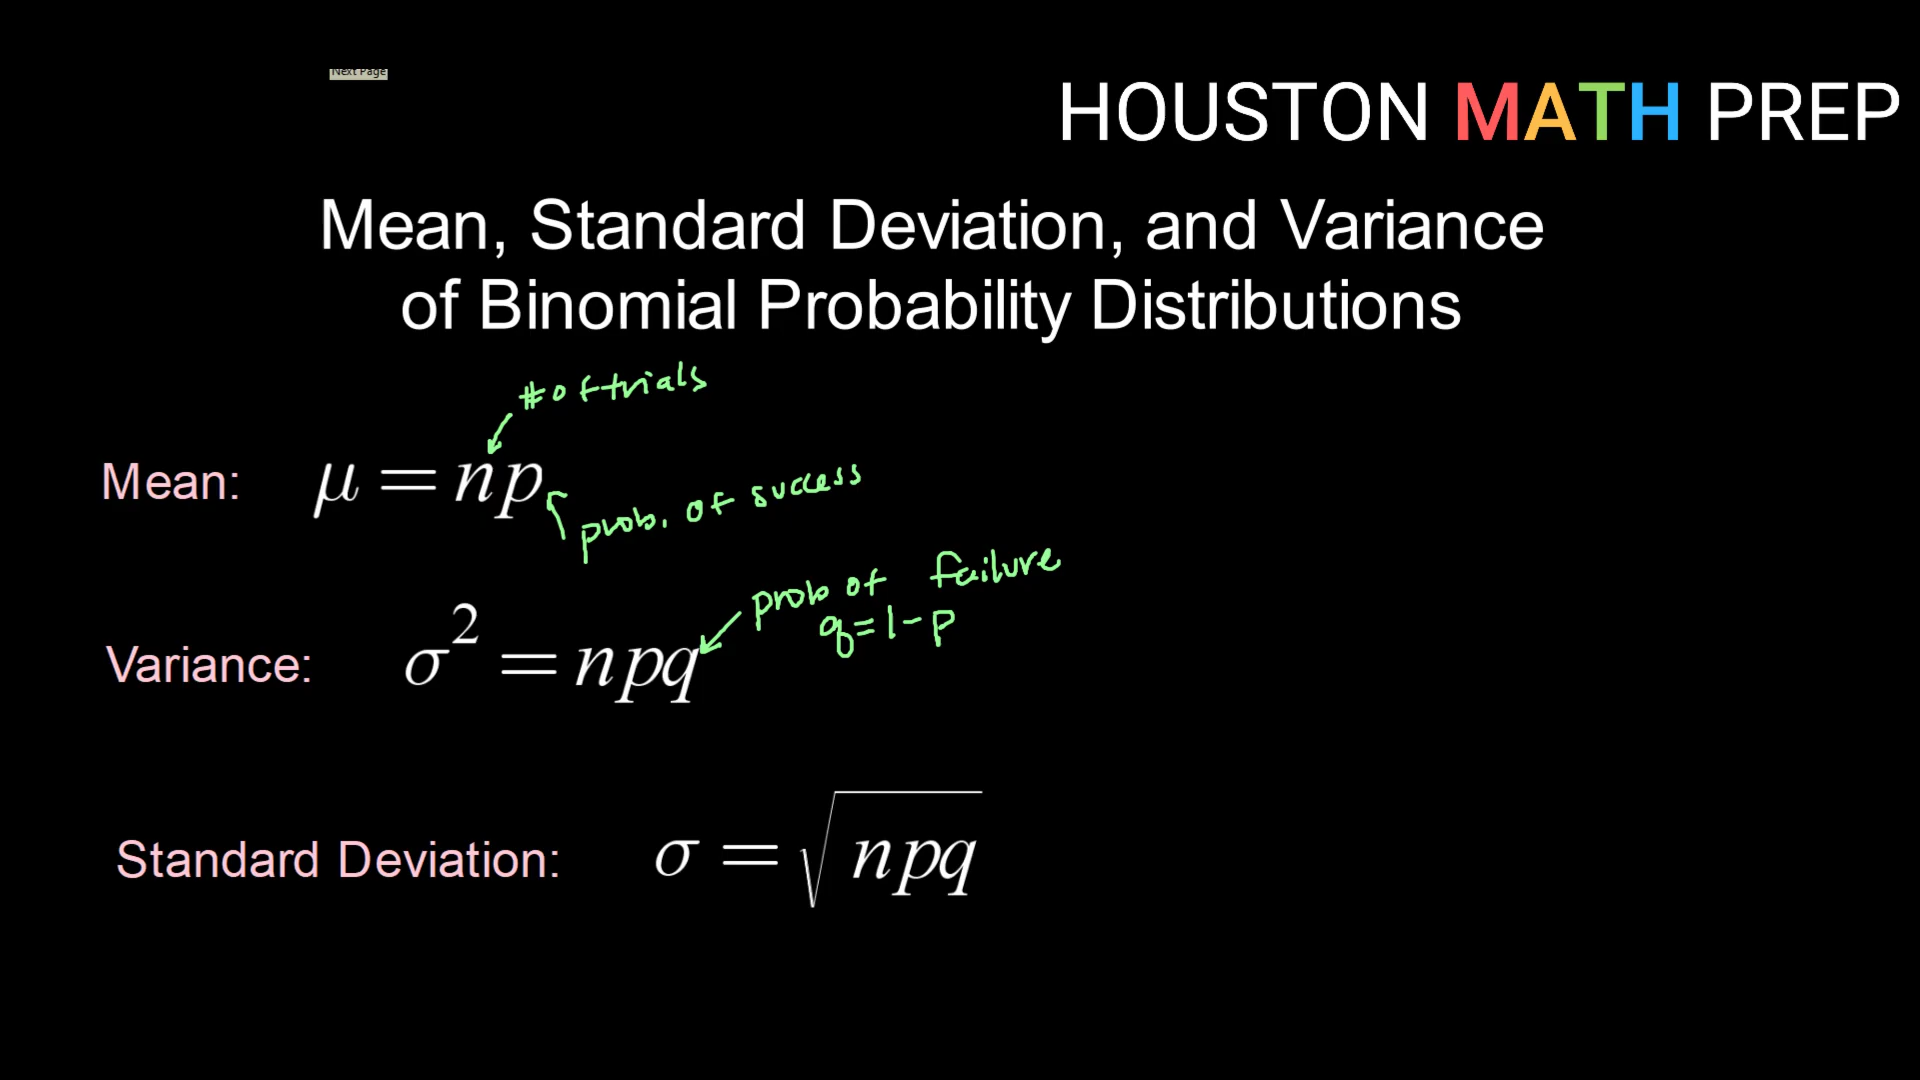 Next Page
HOUSTON MATH PREP
Mean, Standard Deviation, and Variance
of Binomial Probability Distributions
# of trials
Mean: μ = np
prob. of success
prob of failure
q = 1 - p
Variance: σ² = npq
Standard Deviation: σ = √npq